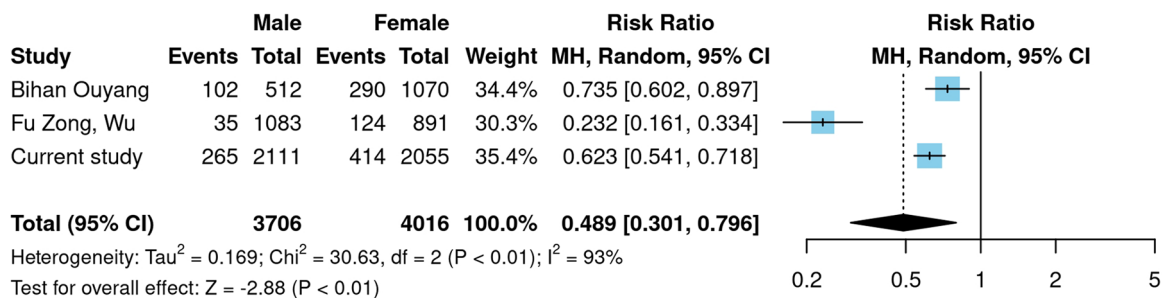 Male Female Risk Ratio Risk Ratio
Study Events Total Events Total Weight MH, Random, 95% CI MH, Random, 95% CI
Bihan Ouyang 102 512 290 1070 34.4% 0.735 [0.602, 0.897]
Fu Zong, Wu 35 1083 124 891 30.3% 0.232 [0.161, 0.334]
Current study 265 2111 414 2055 35.4% 0.623 [0.541, 0.718]
Total (95% CI) 3706 4016 100.0% 0.489 [0.301, 0.796]
Heterogeneity: Tau² = 0.169; Chi² = 30.63, df = 2 (P < 0.01); I² = 93%
0.2 0.5 1 2 5
Test for overall effect: Z = -2.88 (P < 0.01)